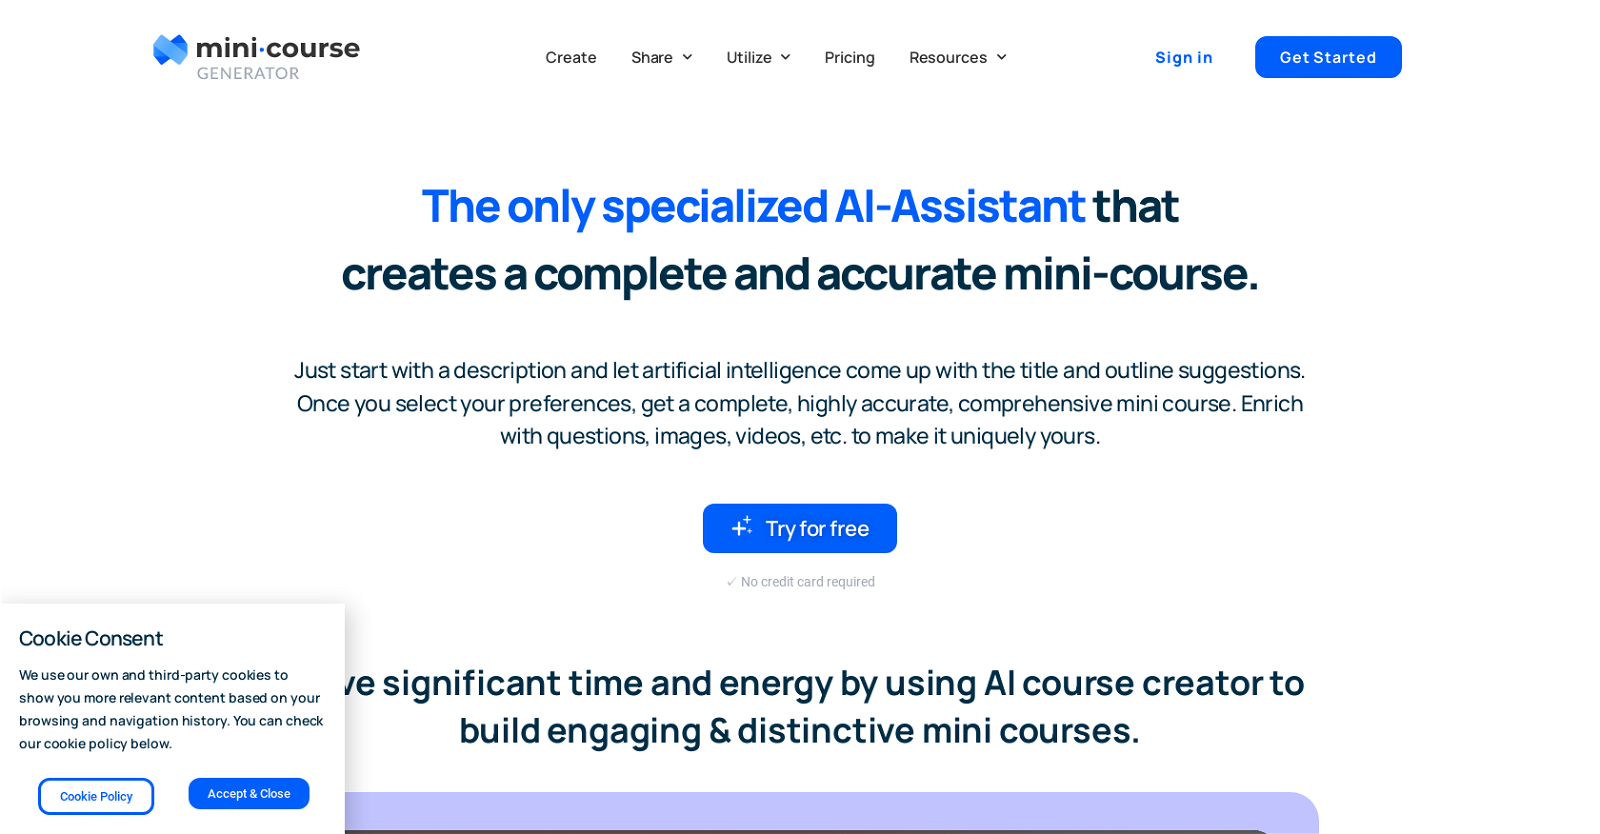 mini·course
GENERATOR
Create
Share
Utilize
Pricing
Resources
Sign in
Get Started
The only specialized AI-Assistant that
creates a complete and accurate mini-course.
Just start with a description and let artificial intelligence come up with the title and outline suggestions.
Once you select your preferences, get a complete, highly accurate, comprehensive mini course. Enrich
with questions, images, videos, etc. to make it uniquely yours.
Try for free
✓ No credit card required
significant time and energy by using AI course creator to
build engaging & distinctive mini courses.
Cookie Consent
We use our own and third-party cookies to
show you more relevant content based on your
browsing and navigation history. You can check
our cookie policy below.
Cookie Policy
Accept & Close